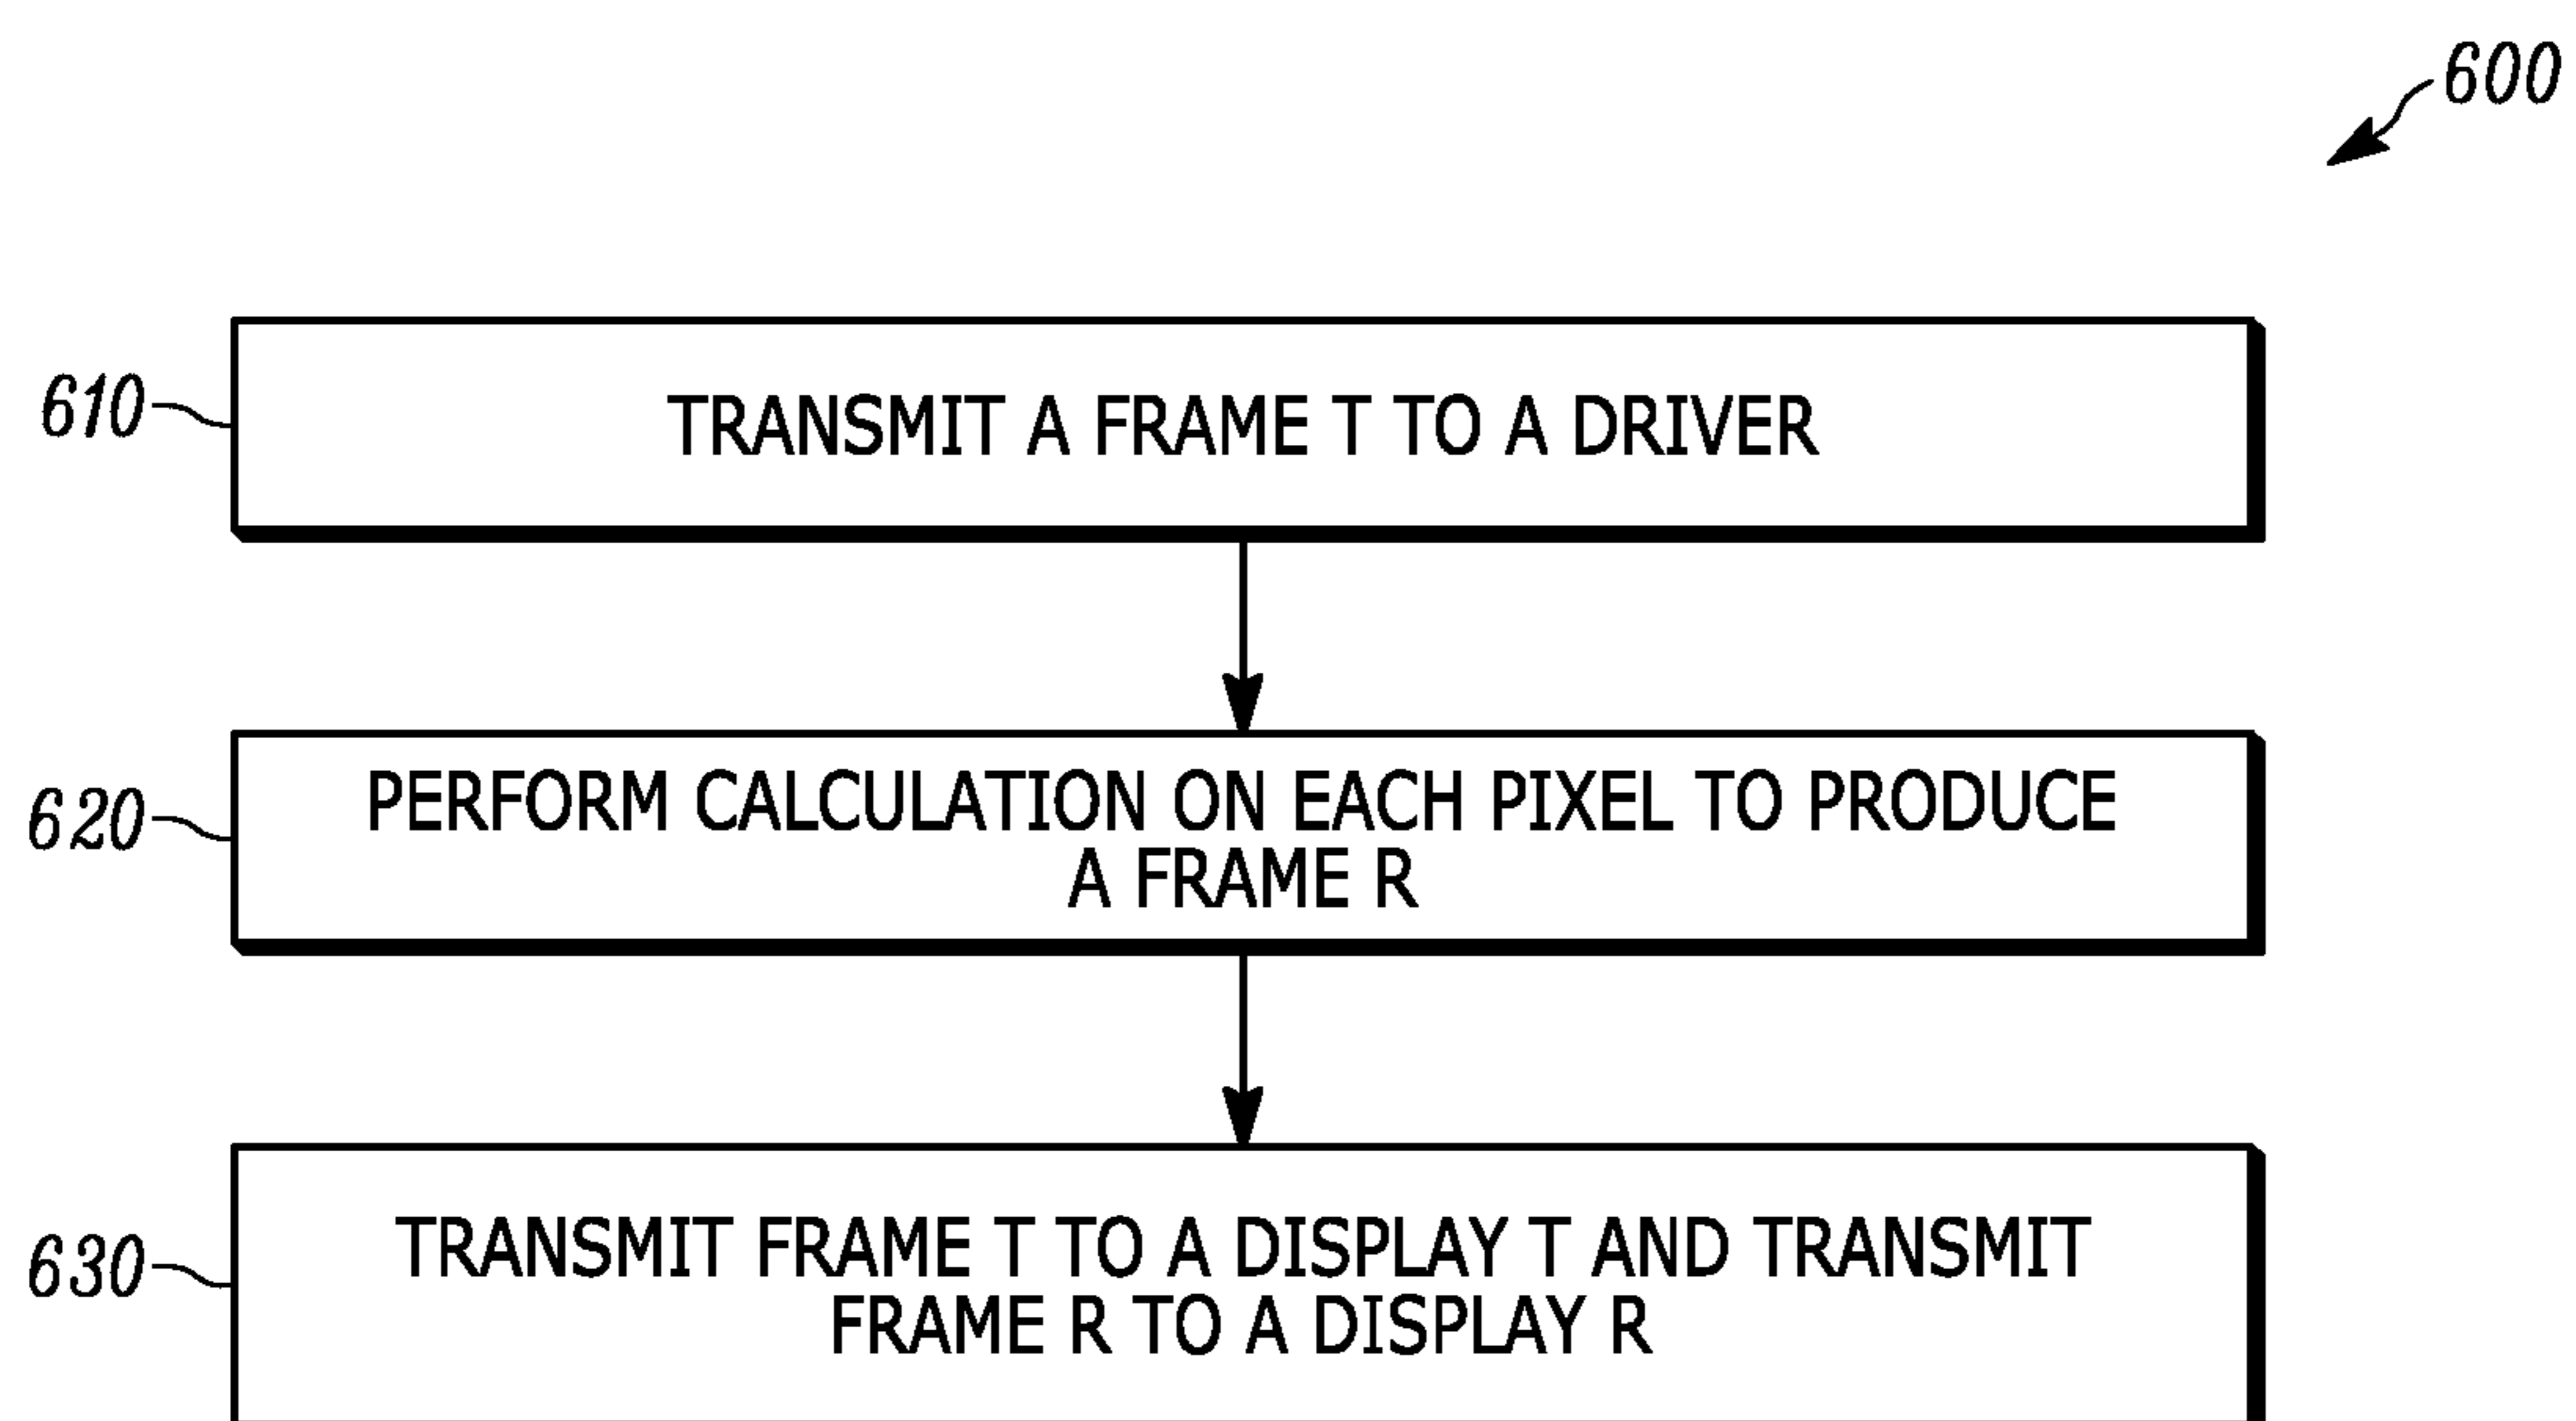 600
610
TRANSMIT A FRAME T TO A DRIVER
620
PERFORM CALCULATION ON EACH PIXEL TO PRODUCE
A FRAME R
630
TRANSMIT FRAME T TO A DISPLAY T AND TRANSMIT
FRAME R TO A DISPLAY R